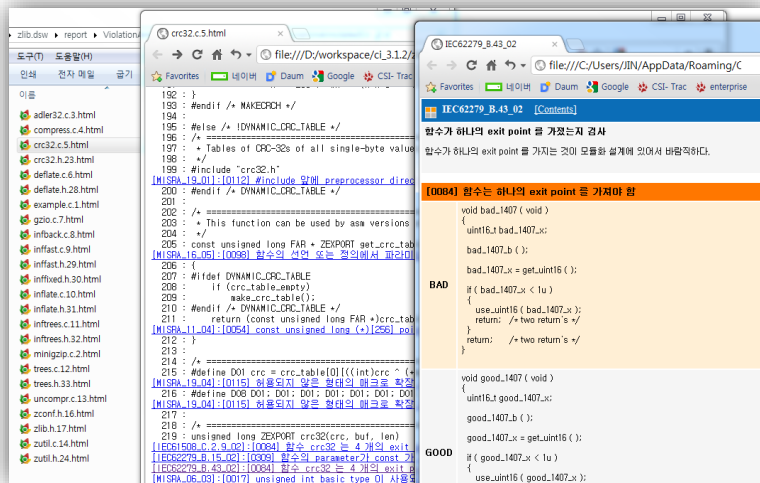 zlib.dsw ▸ report ▸ Violation
도구(T) 도움말(H)
인쇄 전자 메일 굽기
이름
adler32.c.3.html
compress.c.4.html
crc32.c.5.html
crc32.h.23.html
deflate.c.6.html
deflate.h.28.html
example.c.1.html
gzio.c.7.html
infback.c.8.html
inffast.c.9.html
inffast.h.29.html
inffixed.h.30.html
inflate.c.10.html
inflate.h.31.html
inftrees.c.11.html
inftrees.h.32.html
minigzip.c.2.html
trees.c.12.html
trees.h.33.html
uncompr.c.13.html
zconf.h.16.html
zlib.h.17.html
zutil.c.14.html
zutil.h.24.html
crc32.c.5.html
file:///D:/workspace/ci_3.1.2/z
Favorites 네이버 Daum Google CSI- Trac
192 : }
193 : #endif /* MAKECRCH */
194 :
195 : #else /* !DYNAMIC_CRC_TABLE */
196 : /* ========================
197 : * Tables of CRC-32s of all single-byte value
198 : */
199 : #include "crc32.h"
[MISRA_19_01]:[0112] #include 앞에 preprocessor direc
200 : #endif /* DYNAMIC_CRC_TABLE */
201 :
202 : /* ========================
203 : * This function can be used by asm versions
204 : */
205 : const unsigned long FAR * ZEXPORT get_crc_tab
[MISRA_16_05]:[0098] 함수의 선언 또는 정의에서 파라미
206 : {
207 : #ifdef DYNAMIC_CRC_TABLE
208 : if (crc_table_empty)
209 : make_crc_table();
210 : #endif /* DYNAMIC_CRC_TABLE */
211 : return (const unsigned long FAR *)crc_tab
[MISRA_11_04]:[0054] const unsigned long (*)[256] poi
212 : }
213 :
214 : /* ========================
215 : #define DO1 crc = crc_table[0][((int)crc ^ (*
[MISRA_19_04]:[0115] 허용되지 않은 형태의 매크로 확장
216 : #define DO8 DO1; DO1; DO1; DO1; DO1; DO1
[MISRA_19_04]:[0115] 허용되지 않은 형태의 매크로 확장
217 :
218 : /* ========================
219 : unsigned long ZEXPORT crc32(crc, buf, len)
[IEC61508_C.2.9_02]:[0084] 함수 crc32 는 4 개의 exit
[IEC62279_B.15_02]:[0309] 함수의 parameter가 const 가
[IEC62279_B.43_02]:[0084] 함수 crc32 는 4 개의 exit p
[MISRA_06_03]:[0017] unsigned int basic type 이 사용되
IEC62279_B.43_02
file:///C:/Users/JIN/AppData/Roaming/C
Favorites 네이버 Daum Google CSI- Trac enterprise
IEC62279_B.43_02 [Contents]
함수가 하나의 exit point 를 가졌는지 검사
함수가 하나의 exit point 를 가지는 것이 모듈화 설계에 있어서 바람직하다.
[0084] 함수는 하나의 exit point 를 가져야 함
BAD
void bad_1407 ( void )
{
uint16_t bad_1407_x;
bad_1407_b ( );
bad_1407_x = get_uint16 ( );
if ( bad_1407_x < 1u )
{
use_uint16 ( bad_1407_x );
return; /* two return's */
}
return; /* two return's */
}
GOOD
void good_1407 ( void )
{
uint16_t good_1407_x;
good_1407_b ( );
good_1407_x = get_uint16 ( );
if ( good_1407_x < 1u )
{
use_uint16 ( good_1407_x );